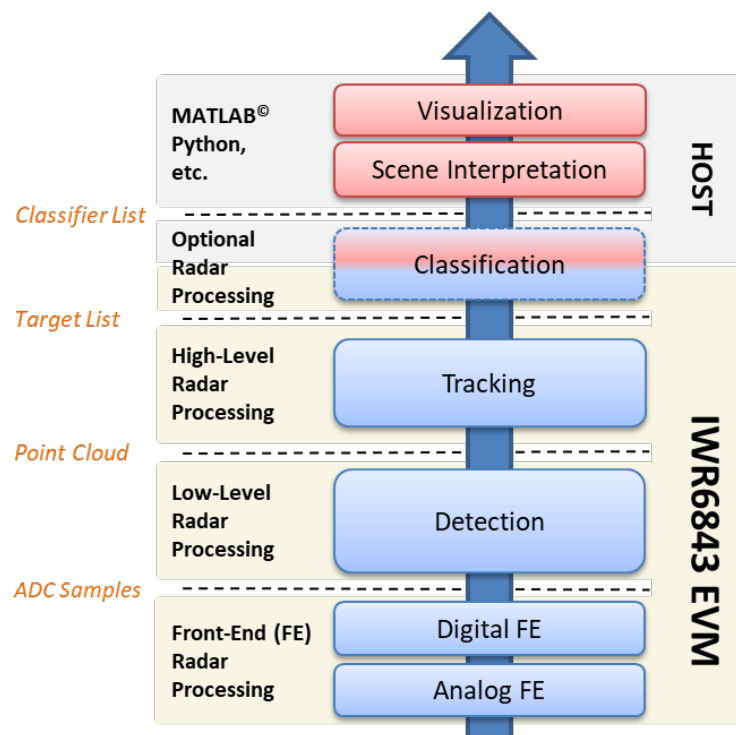 MATLAB©
Python,
etc.
Visualization
Scene Interpretation
HOST
Classifier List
Optional
Radar
Processing
Classification
Target List
High-Level
Radar
Processing
Tracking
Point Cloud
IWR6843 EVM
Low-Level
Radar
Processing
Detection
ADC Samples
Front-End (FE)
Radar
Processing
Digital FE
Analog FE